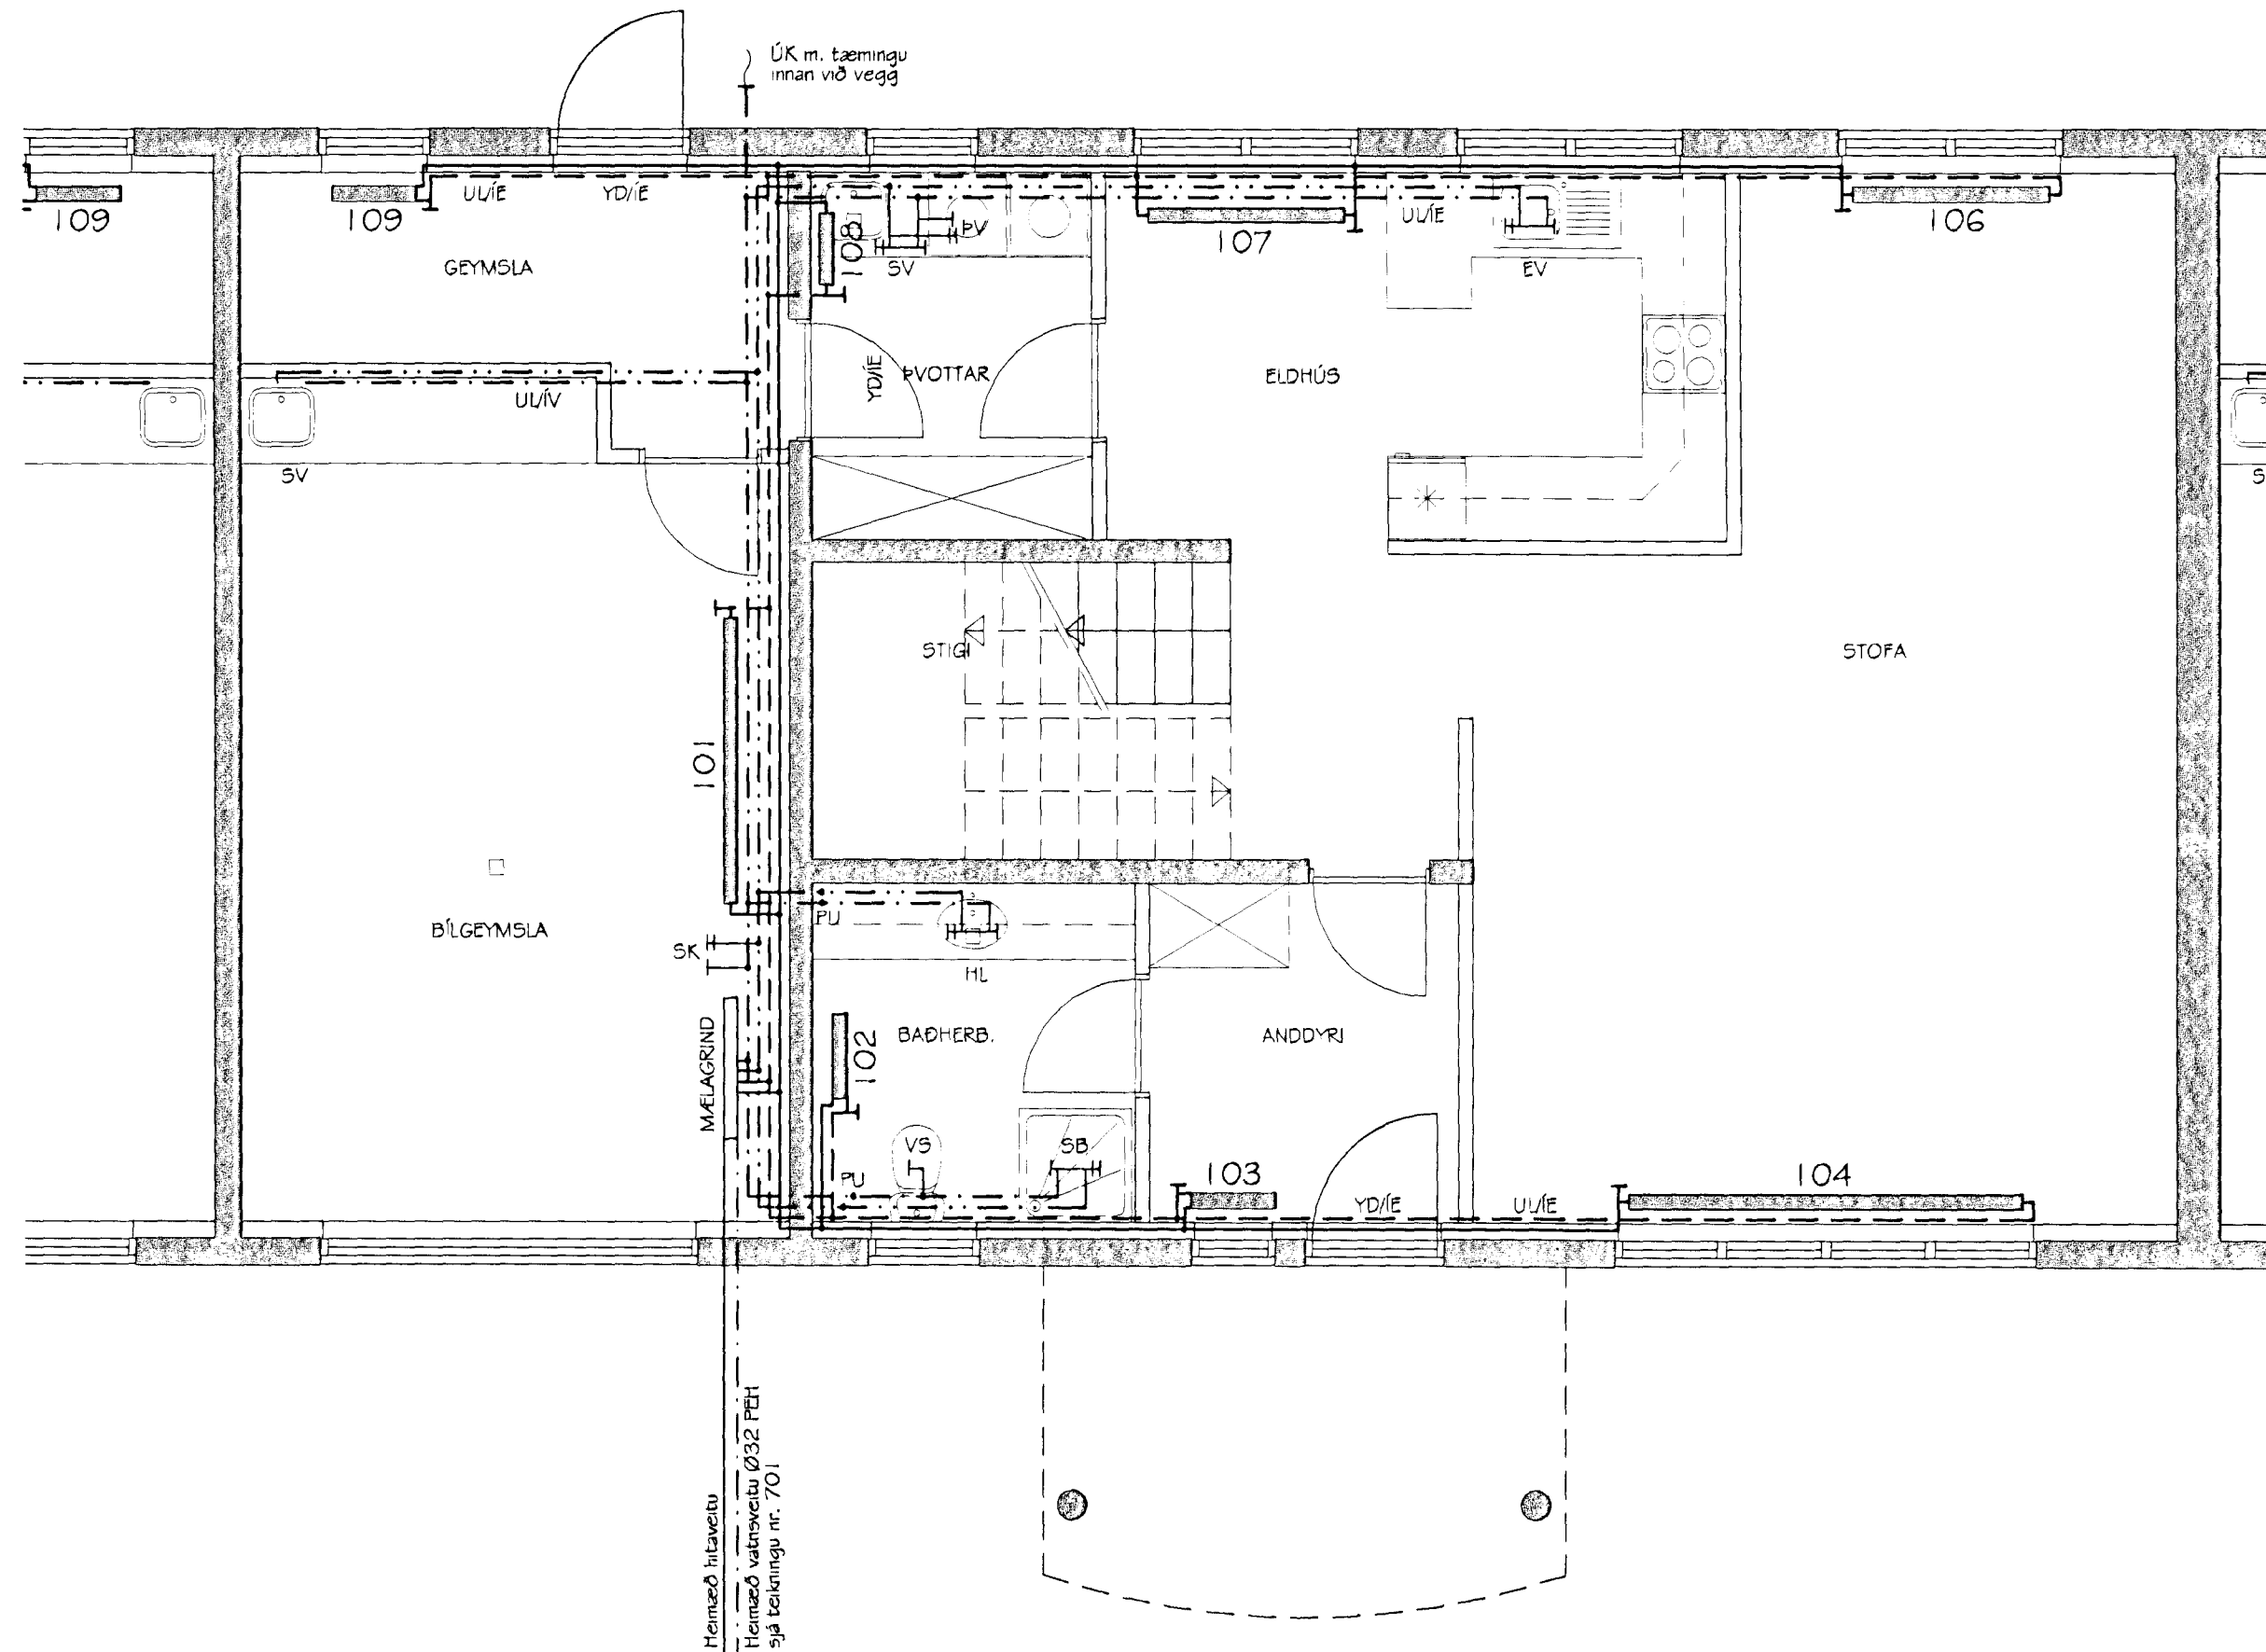 ÚK m. tæmingu
innan við vegg
109
109
UL/ÍE
YD/ÍE
GEYMSLA
108
SV
ÞV
107
UL/ÍE
EV
106
UL/ÍV
SV
YD/ÍE
ÞVOTTAR
ELDHÚS
S
STIGI
STOFA
101
BÍLGEYMSLA
SK
PU
HL
MÆLAGRIND
102
BAÐHERB.
ANDDYRI
VS
SB
PU
103
YD/ÍE
UL/ÍE
104
Heimæð hitaveitu
Heimæð vatnsveitu Ø32 PEH
sjá teikningu nr. 701